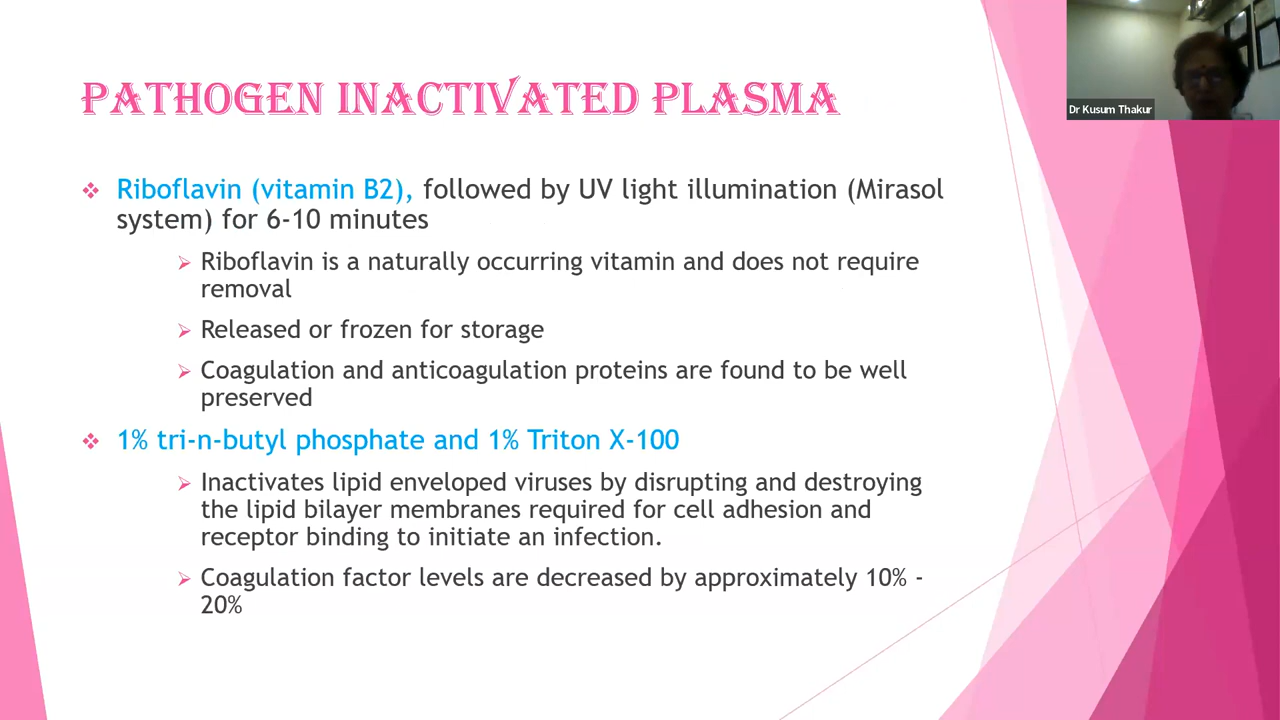 PATHOGEN INACTIVATED PLASMA
Dr Kusum Thakur
❖ Riboflavin (vitamin B2), followed by UV light illumination (Mirasol
system) for 6-10 minutes
➢ Riboflavin is a naturally occurring vitamin and does not require
removal
➢ Released or frozen for storage
➢ Coagulation and anticoagulation proteins are found to be well
preserved
❖ 1% tri-n-butyl phosphate and 1% Triton X-100
➢ Inactivates lipid enveloped viruses by disrupting and destroying
the lipid bilayer membranes required for cell adhesion and
receptor binding to initiate an infection.
➢ Coagulation factor levels are decreased by approximately 10% -
20%